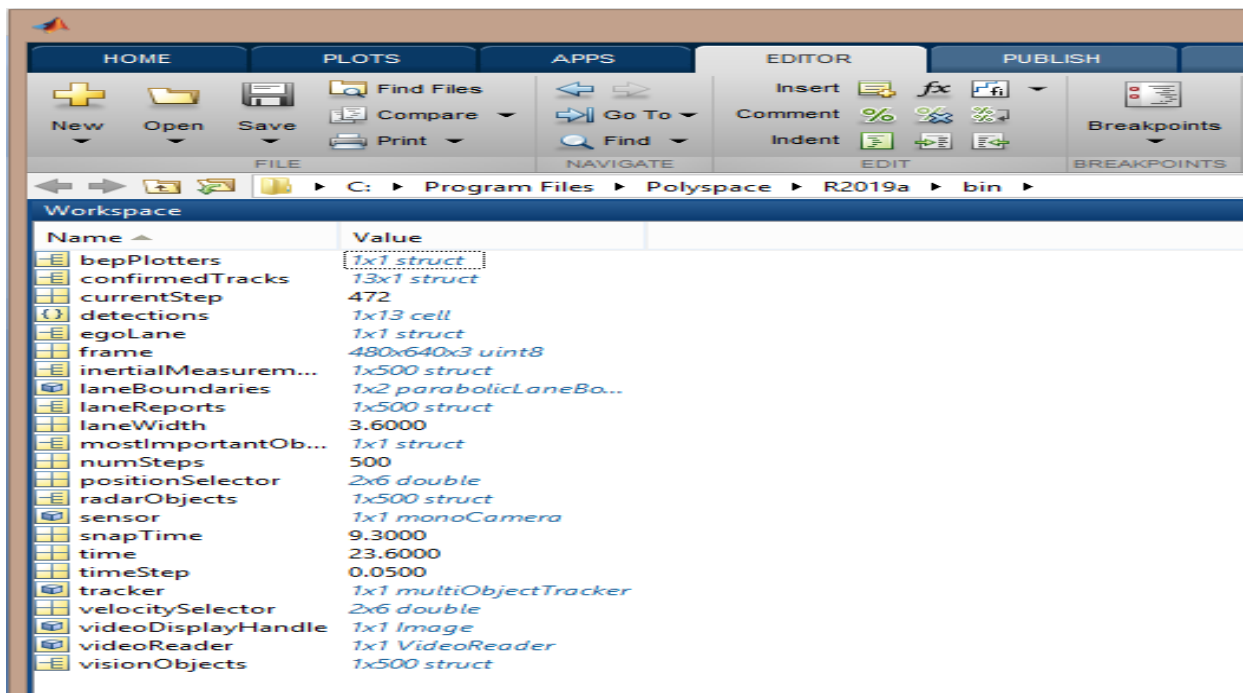 HOME PLOTS APPS EDITOR PUBLISH
Find Files Insert fx fi
New Open Save Compare Go To Comment % % % Breakpoints
Print Find Indent
FILE NAVIGATE EDIT BREAKPOINTS
C: Program Files Polyspace R2019a bin
Workspace
Name Value
bepPlotters 1x1 struct
confirmedTracks 13x1 struct
currentStep 472
{} detections 1x13 cell
egoLane 1x1 struct
frame 480x640x3 uint8
inertialMeasurem... 1x500 struct
laneBoundaries 1x2 parabolicLaneBo...
laneReports 1x500 struct
laneWidth 3.6000
mostImportantOb... 1x1 struct
numSteps 500
positionSelector 2x6 double
radarObjects 1x500 struct
sensor 1x1 monoCamera
snapTime 9.3000
time 23.6000
timeStep 0.0500
tracker 1x1 multiObjectTracker
velocitySelector 2x6 double
videoDisplayHandle 1x1 Image
videoReader 1x1 VideoReader
visionObjects 1x500 struct